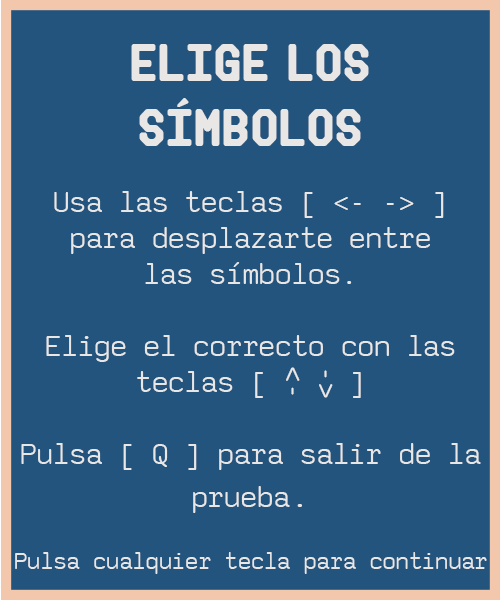 ELIGE LOS
SÍMBOLOS
Usa las teclas [ <- -> ]
para desplazarte entre
las símbolos.
Elige el correcto con las
teclas [ ^ v ]
Pulsa [ Q ] para salir de la
prueba.
Pulsa cualquier tecla para continuar